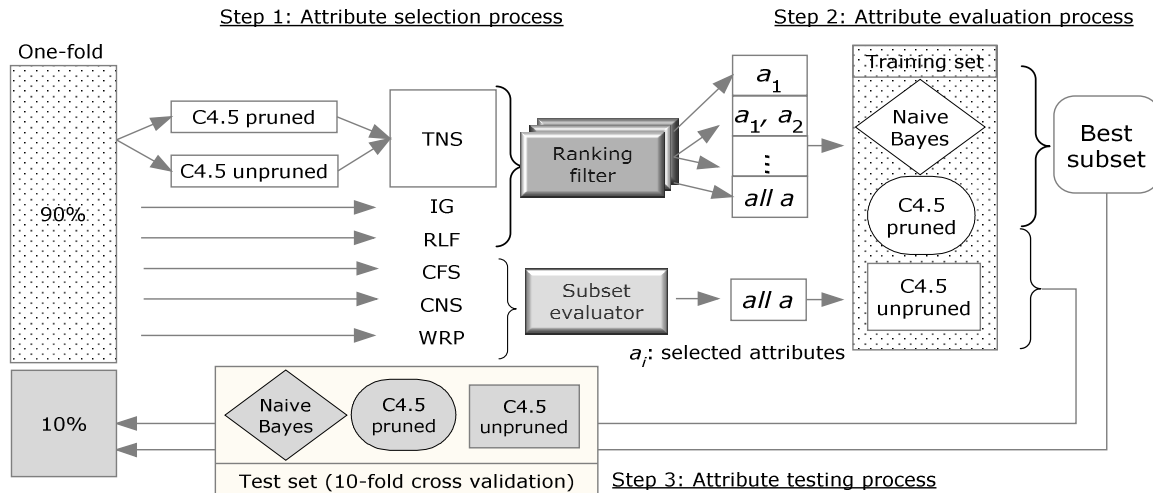 Step 1: Attribute selection process
Step 2: Attribute evaluation process
One-fold
90%
C4.5 pruned
C4.5 unpruned
TNS
IG
RLF
CFS
CNS
WRP
Ranking
filter
Subset
evaluator
a1
a1, a2
...
all a
all a
ai: selected attributes
Training set
Naive
Bayes
C4.5
pruned
C4.5
unpruned
Best
subset
10%
Naive
Bayes
C4.5
pruned
C4.5
unpruned
Test set (10-fold cross validation)
Step 3: Attribute testing process